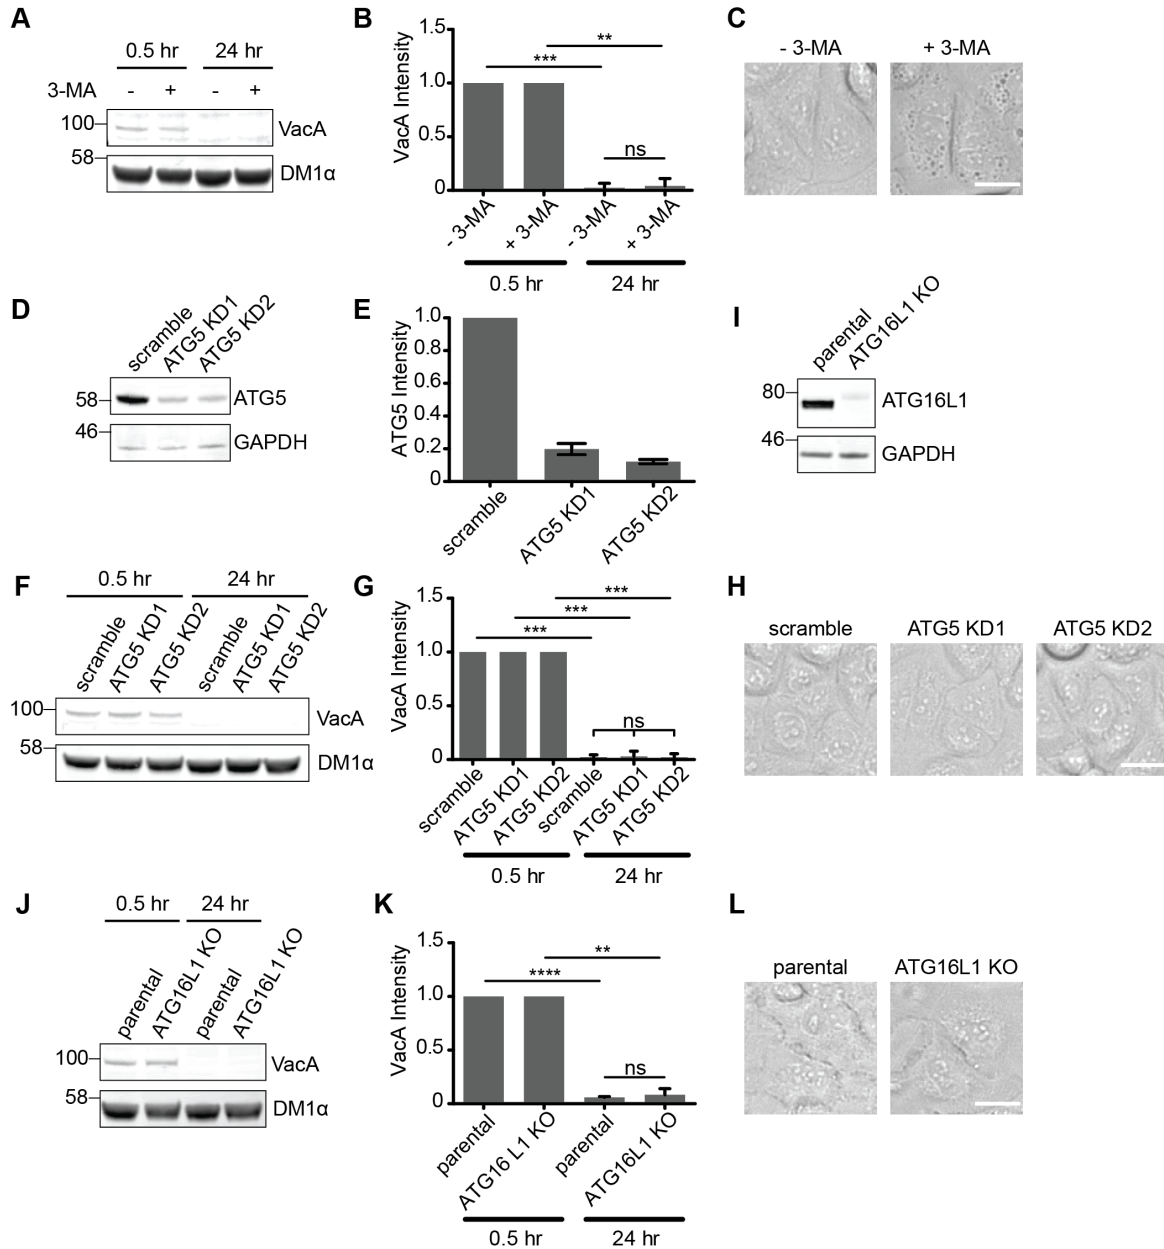 A
0.5 hr 24 hr
3-MA - + - +
100 VacA
58 DM1α
B
VacA Intensity
1.5
1.0
0.5
0
**
***
ns
- 3-MA + 3-MA - 3-MA + 3-MA
0.5 hr 24 hr
C
- 3-MA + 3-MA
D
scramble ATG5 KD1 ATG5 KD2
58 ATG5
46 GAPDH
E
ATG5 Intensity
1.0
0.8
0.6
0.4
0.2
0
scramble ATG5 KD1 ATG5 KD2
I
parental ATG16L1 KO
80 ATG16L1
46 GAPDH
F
0.5 hr 24 hr
scramble ATG5 KD1 ATG5 KD2 scramble ATG5 KD1 ATG5 KD2
100 VacA
58 DM1α
G
VacA Intensity
1.5
1.0
0.5
0
***
***
***
ns
scramble ATG5 KD1 ATG5 KD2 scramble ATG5 KD1 ATG5 KD2
0.5 hr 24 hr
H
scramble ATG5 KD1 ATG5 KD2
J
0.5 hr 24 hr
parental ATG16L1 KO parental ATG16L1 KO
100 VacA
58 DM1α
K
VacA Intensity
1.5
1.0
0.5
0
**
****
ns
parental ATG16 L1 KO parental ATG16L1 KO
0.5 hr 24 hr
L
parental ATG16L1 KO